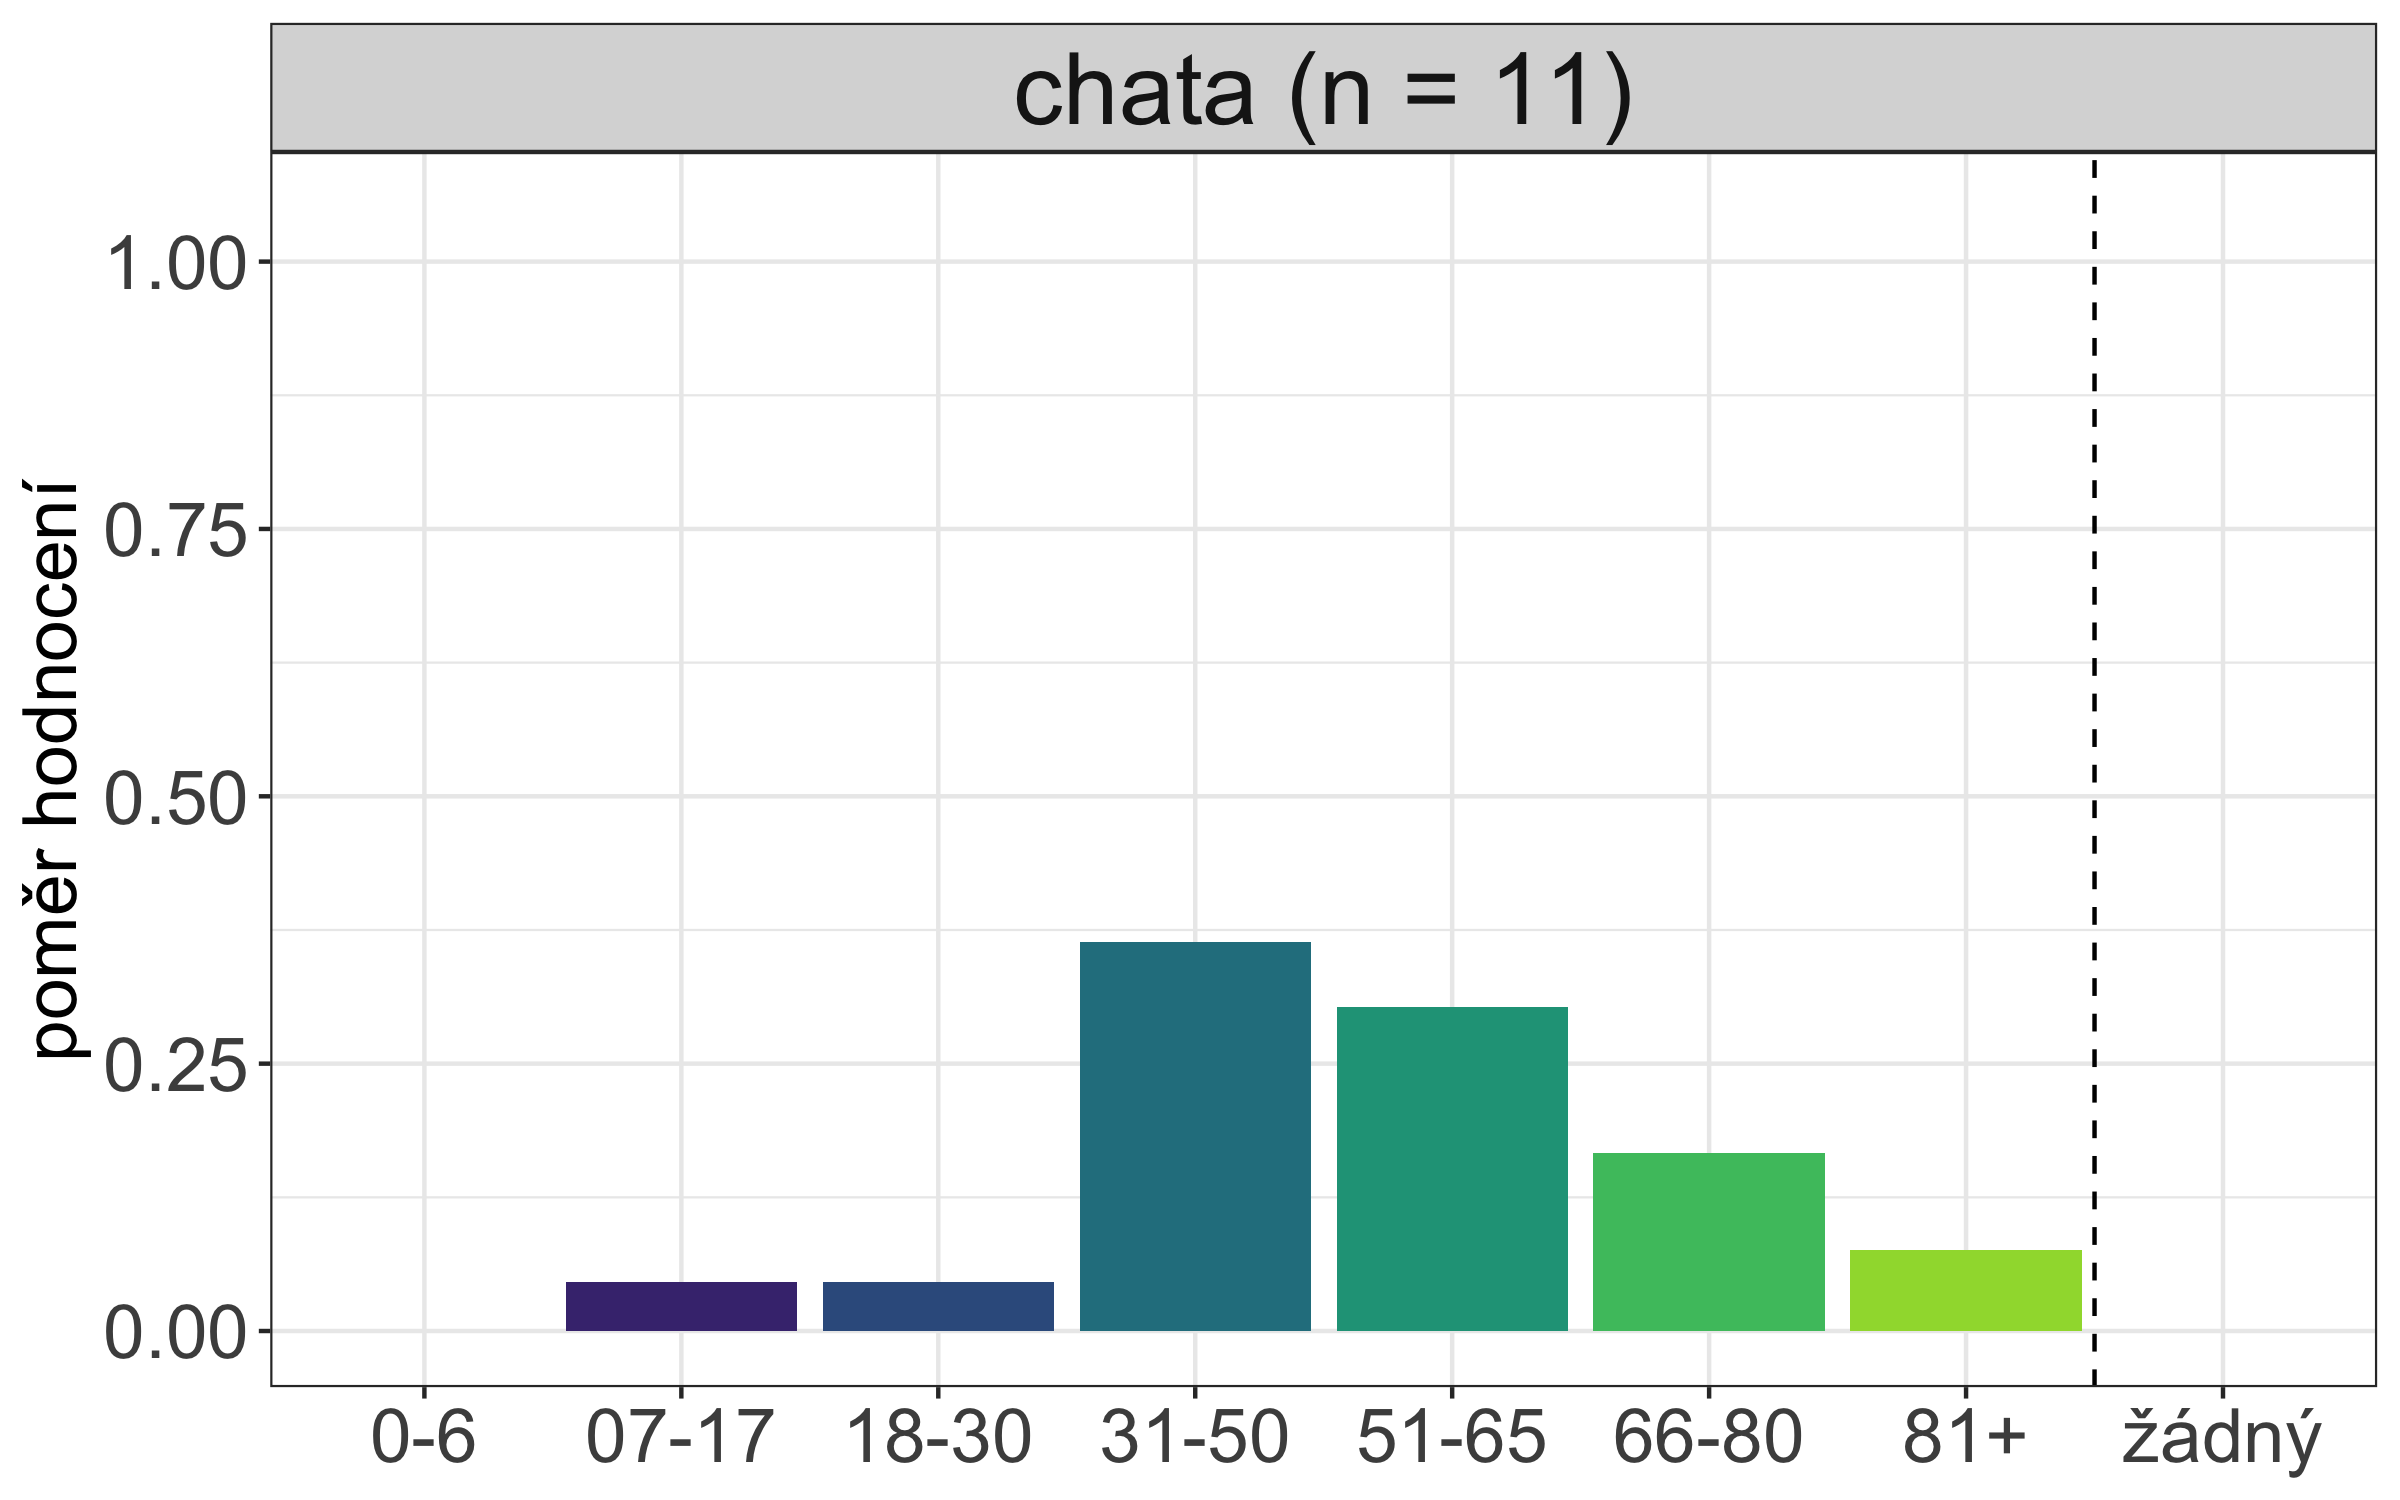 chata (n = 11)
poměr hodnocení
1.00
0.75
0.50
0.25
0.00
0-6 07-17 18-30 31-50 51-65 66-80 81+ žádný